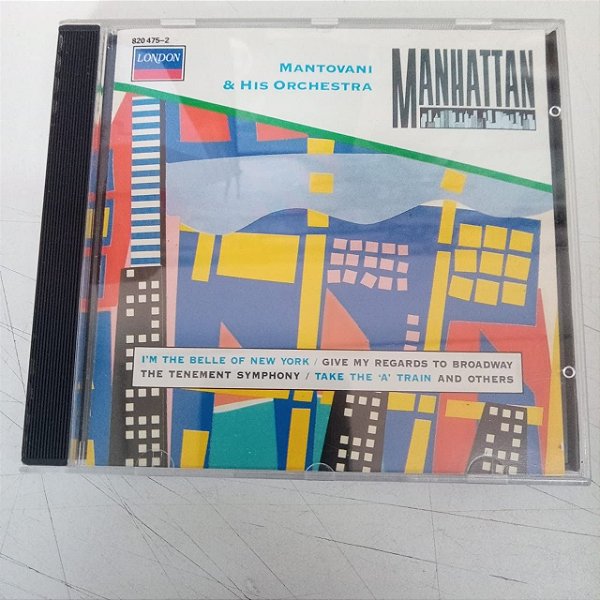 820 475-2
LONDON
MANTOVANI
& HIS ORCHESTRA
MANHATTAN
I'M THE BELLE OF NEW YORK / GIVE MY REGARDS TO BROADWAY
THE TENEMENT SYMPHONY / TAKE THE 'A' TRAIN AND OTHERS